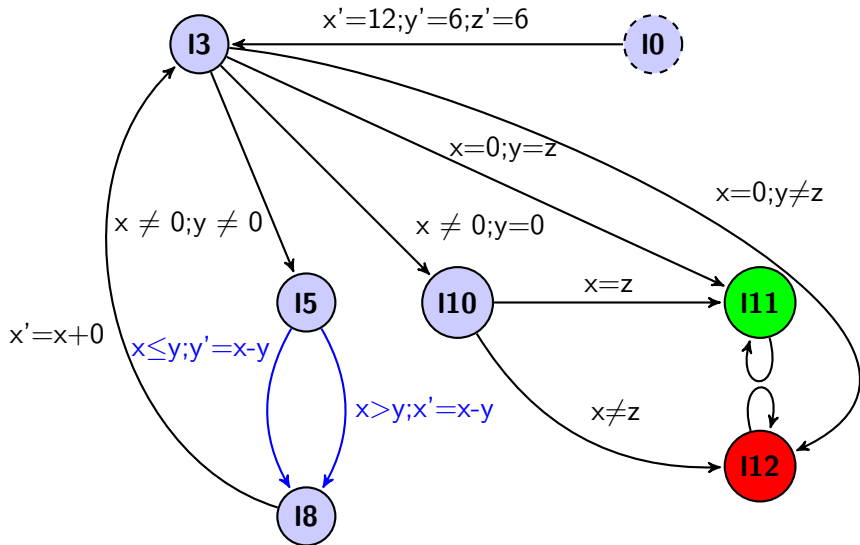 x'=12;y'=6;z'=6
l3
l0
x=0;y=z
x=0;y≠z
x ≠ 0;y ≠ 0
x ≠ 0;y=0
l5
l10
x=z
l11
x'=x+0
x≤y;y'=x-y
x>y;x'=x-y
x≠z
l12
l8